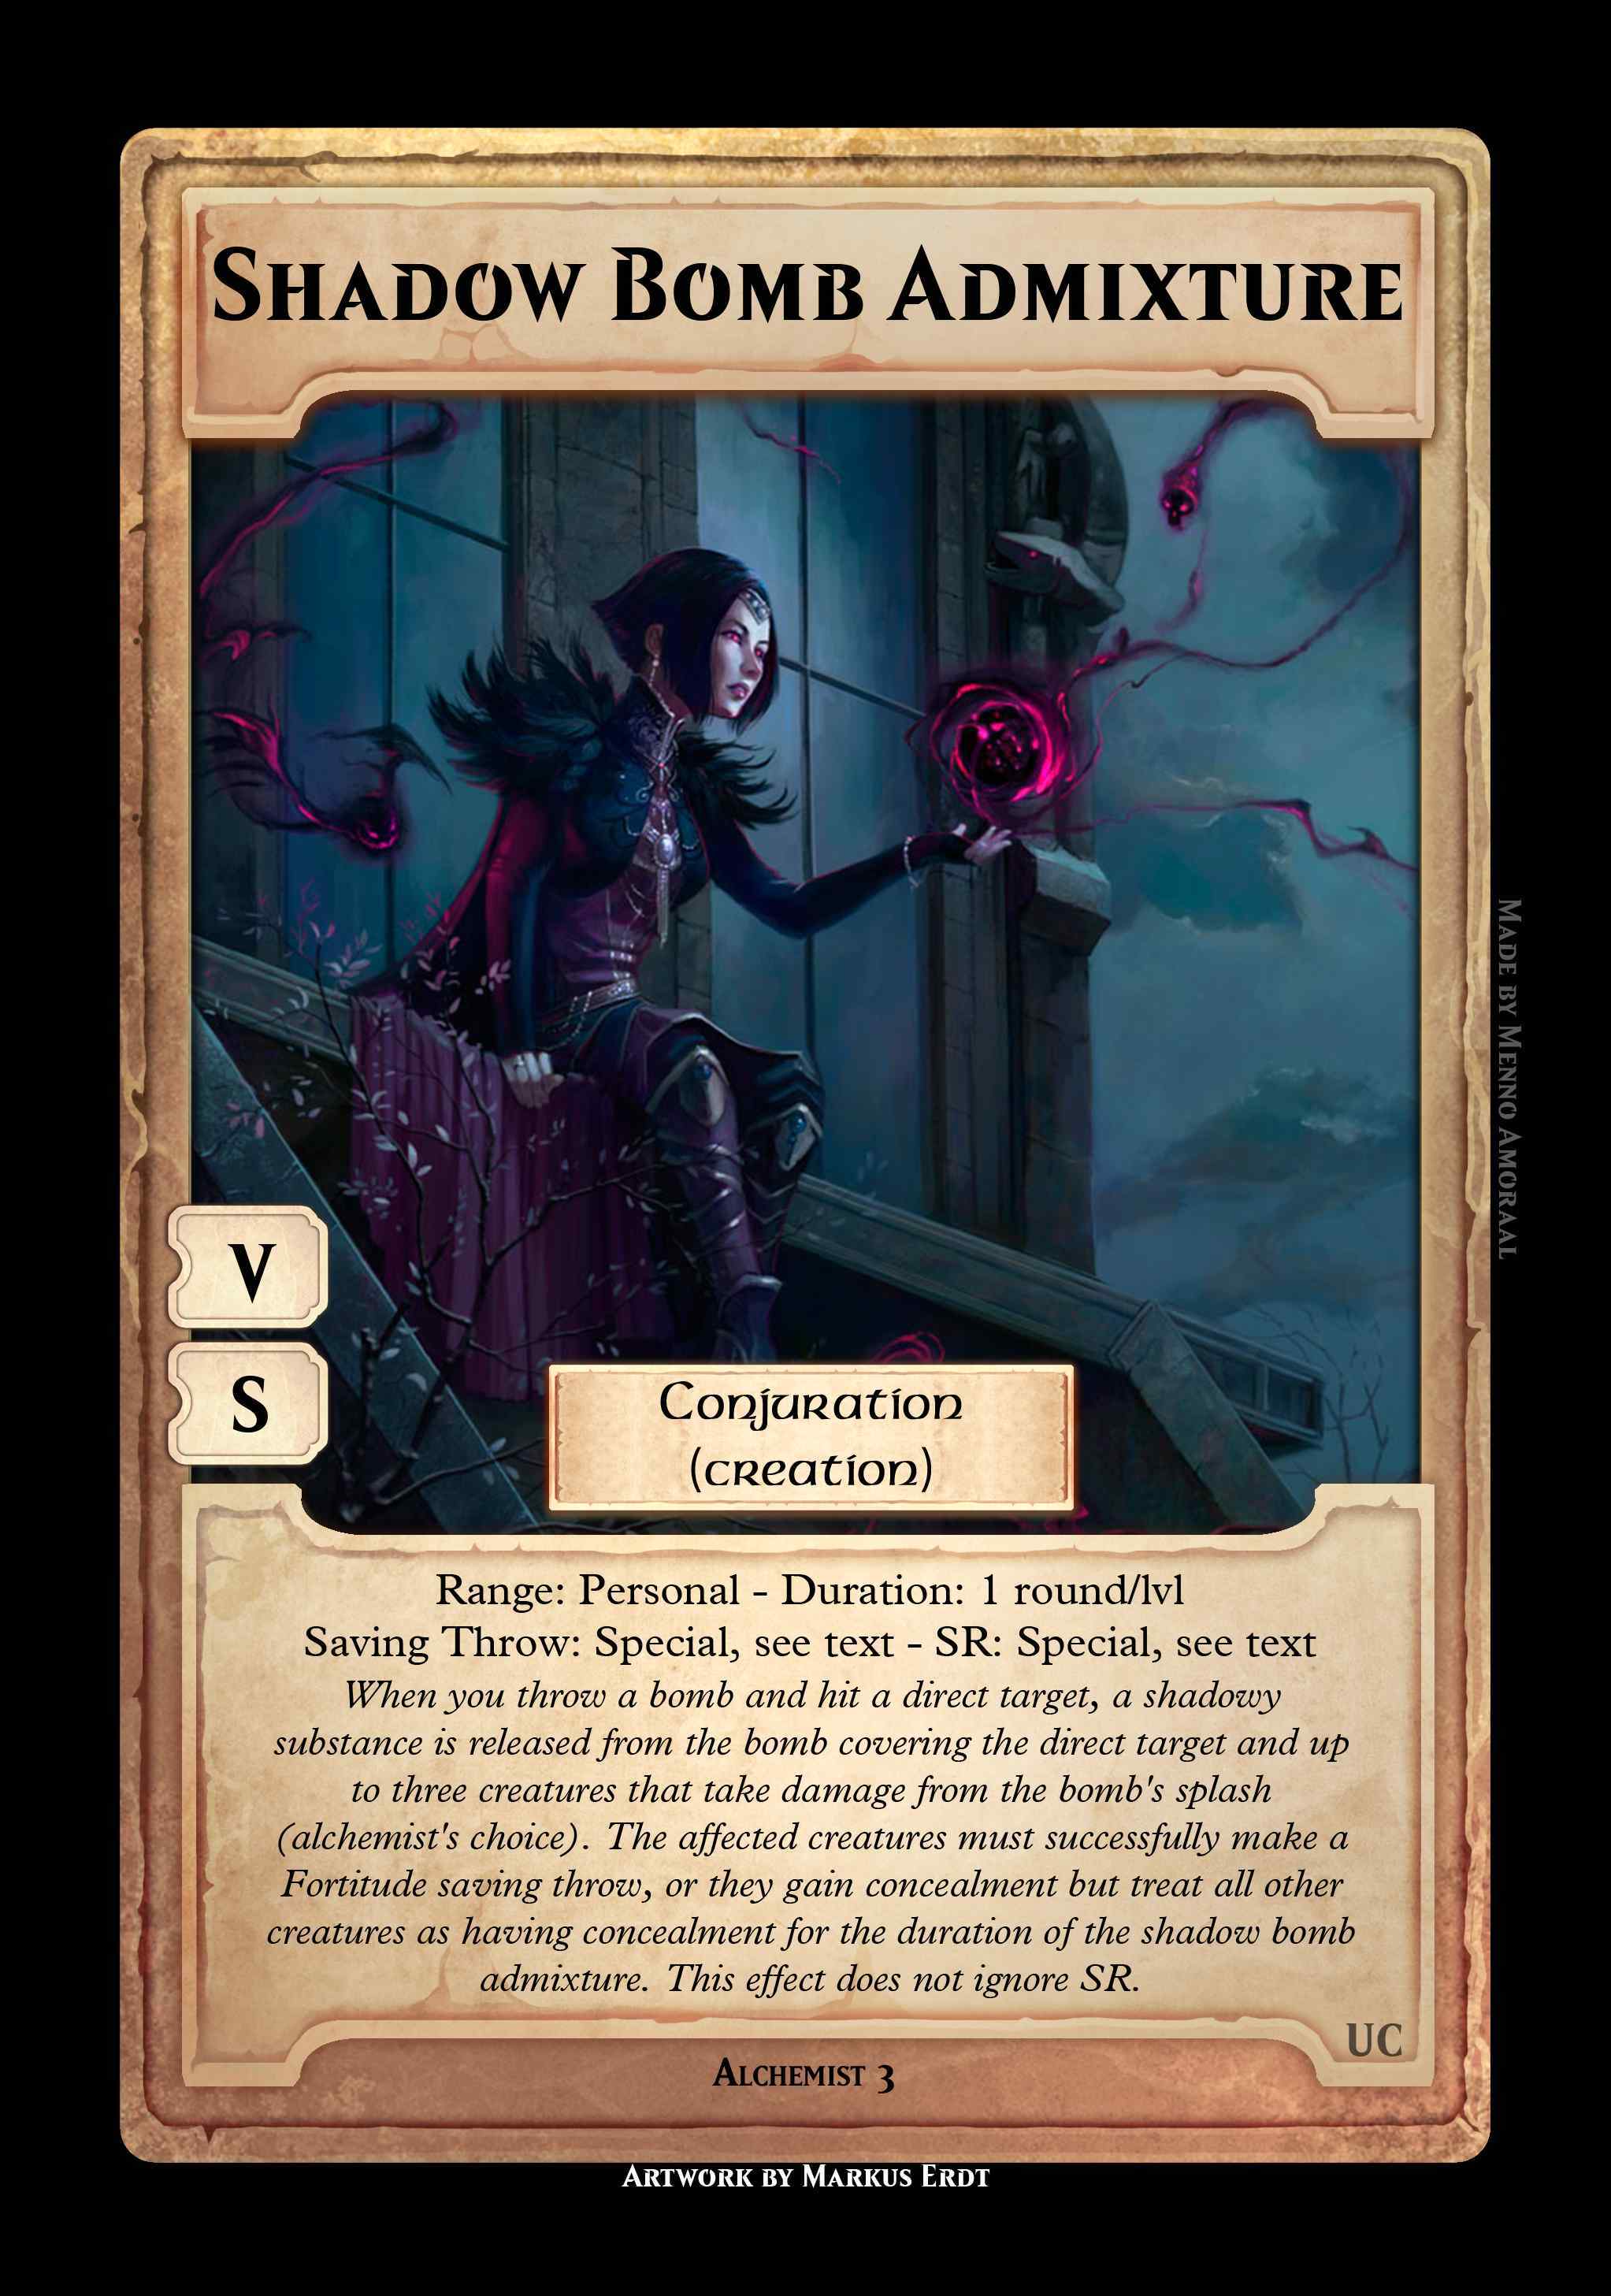 Shadow Bomb Admixture
V
S
Conjuration
(creation)
Range: Personal - Duration: 1 round/lvl
Saving Throw: Special, see text - SR: Special, see text
When you throw a bomb and hit a direct target, a shadowy
substance is released from the bomb covering the direct target and up
to three creatures that take damage from the bomb's splash
(alchemist's choice). The affected creatures must successfully make a
Fortitude saving throw, or they gain concealment but treat all other
creatures as having concealment for the duration of the shadow bomb
admixture. This effect does not ignore SR.
UC
Alchemist 3
Artwork by Markus Erdt
Made by Menno Amoraal